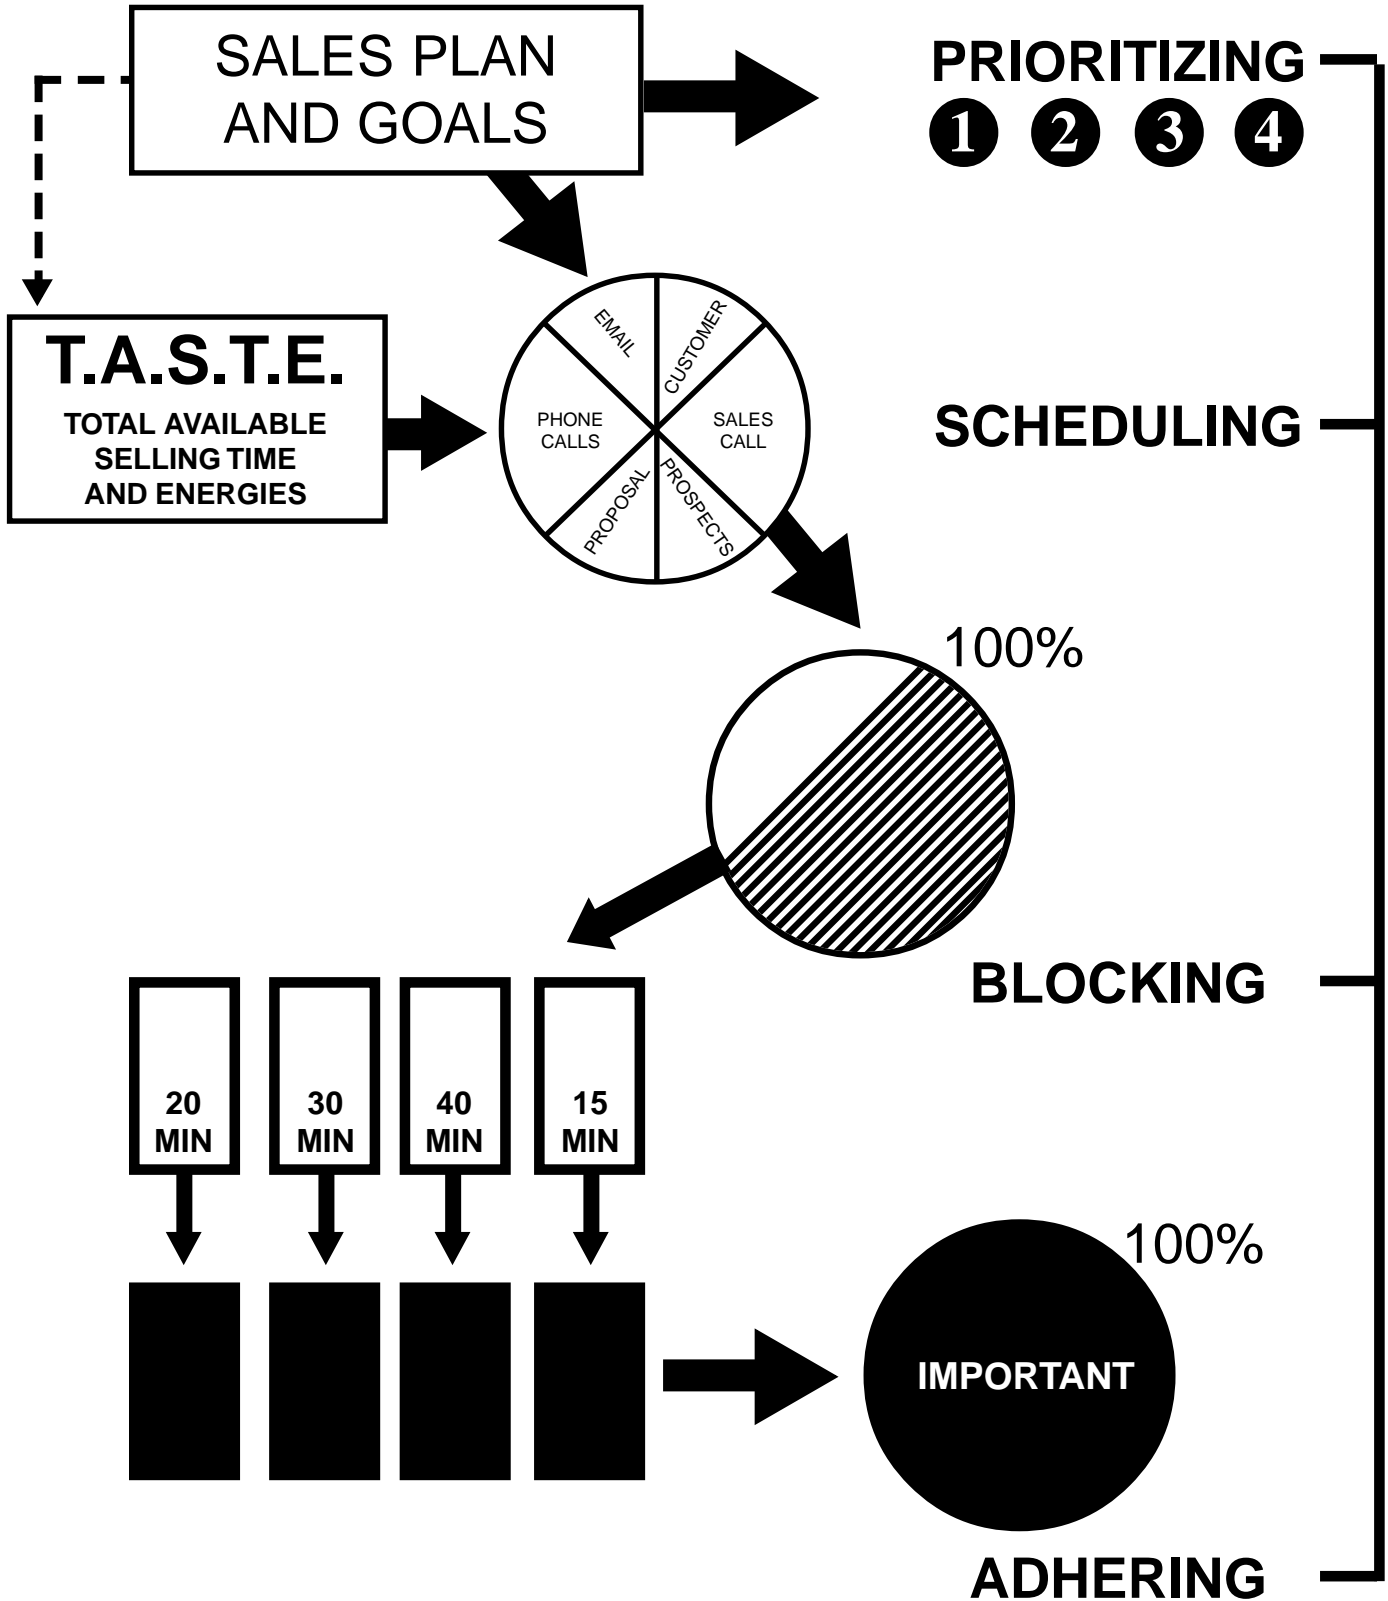 SALES PLAN
AND GOALS
PRIORITIZING
1 2 3 4
T.A.S.T.E.
TOTAL AVAILABLE
SELLING TIME
AND ENERGIES
EMAIL
CUSTOMER
PHONE
CALLS
SALES
CALL
PROPOSAL
PROSPECTS
SCHEDULING
100%
BLOCKING
20
MIN
30
MIN
40
MIN
15
MIN
100%
IMPORTANT
ADHERING